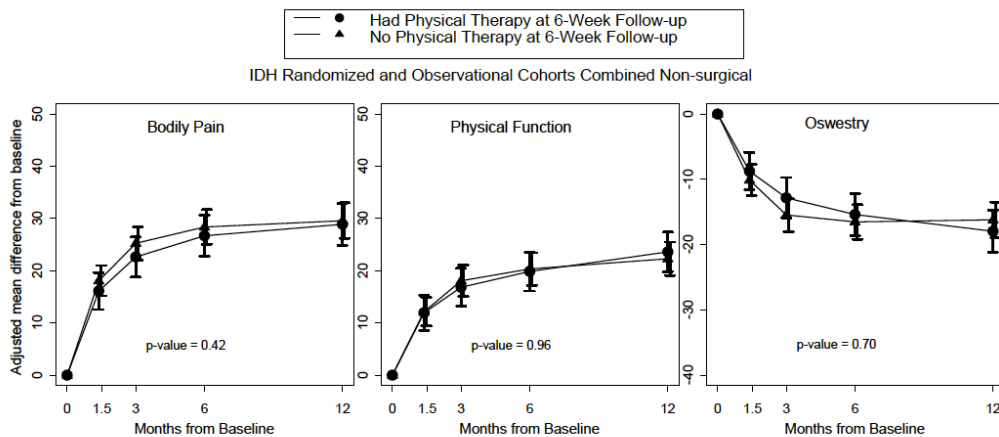 Had Physical Therapy at 6-Week Follow-up
No Physical Therapy at 6-Week Follow-up
IDH Randomized and Observational Cohorts Combined Non-surgical
Adjusted mean difference from baseline
50
40
30
20
10
0
Bodily Pain
p-value = 0.42
0 1.5 3 6 12
Months from Baseline
50
40
30
20
10
0
Physical Function
p-value = 0.96
0 1.5 3 6 12
Months from Baseline
0
-10
-20
-30
-40
Oswestry
p-value = 0.70
0 1.5 3 6 12
Months from Baseline